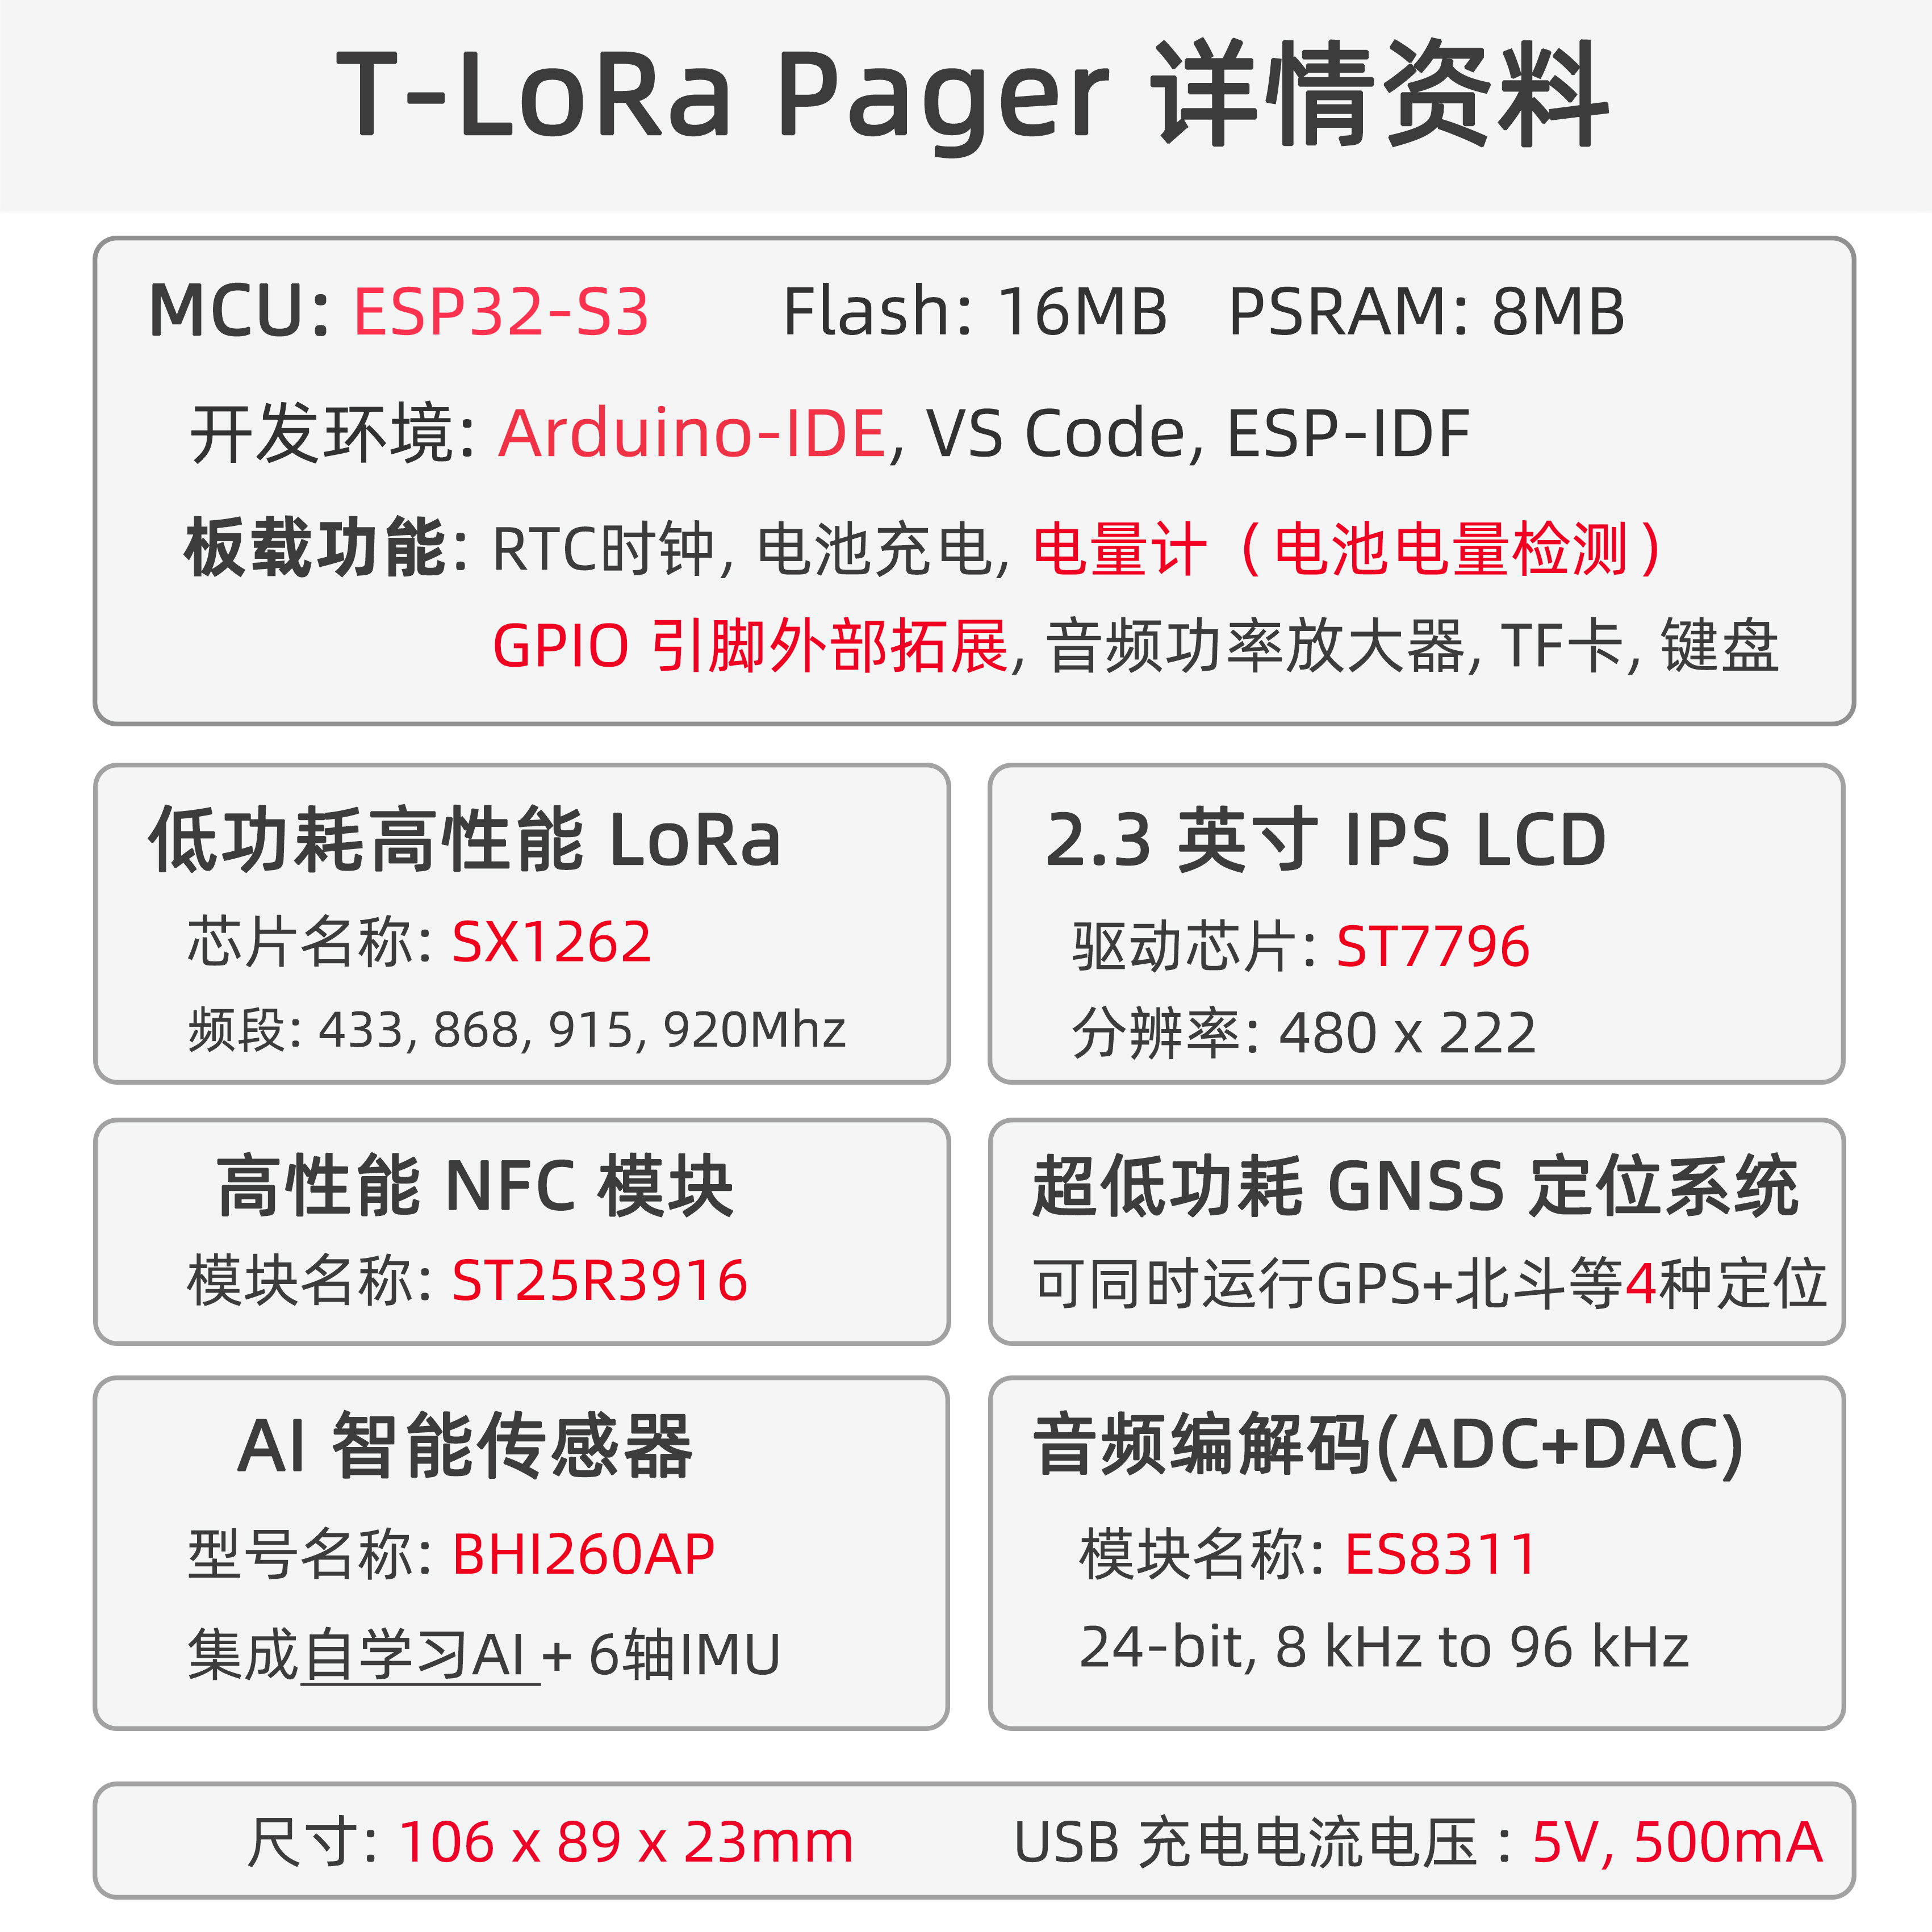 T-LoRa Pager 详情资料
MCU: ESP32-S3 Flash: 16MB PSRAM: 8MB
开发环境: Arduino-IDE, VS Code, ESP-IDF
板载功能: RTC时钟, 电池充电, 电量计（电池电量检测）
GPIO 引脚外部拓展, 音频功率放大器, TF卡, 键盘
低功耗高性能 LoRa
芯片名称: SX1262
频段: 433, 868, 915, 920Mhz
2.3 英寸 IPS LCD
驱动芯片: ST7796
分辨率: 480 x 222
高性能 NFC 模块
模块名称: ST25R3916
超低功耗 GNSS 定位系统
可同时运行GPS+北斗等4种定位
AI 智能传感器
型号名称: BHI260AP
集成自学习AI + 6轴IMU
音频编解码(ADC+DAC)
模块名称: ES8311
24-bit, 8 kHz to 96 kHz
尺寸: 106 x 89 x 23mm
USB 充电电流电压 : 5V, 500mA